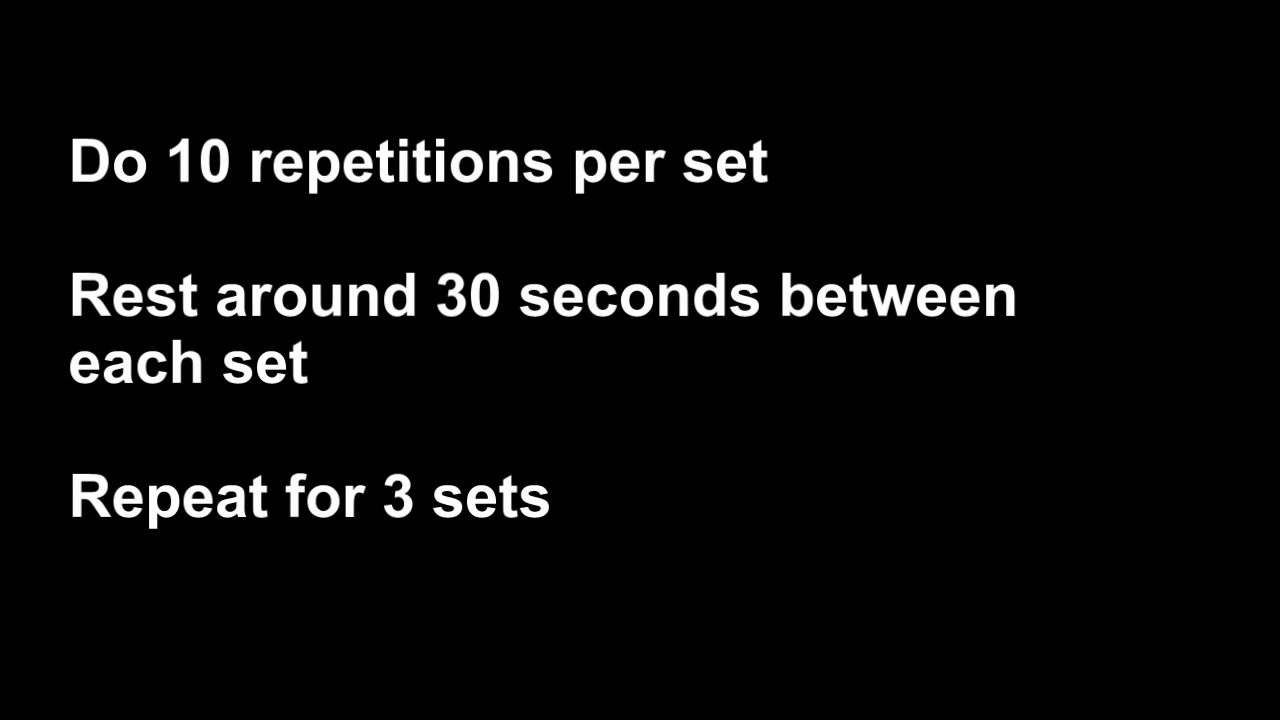 Do 10 repetitions per set
Rest around 30 seconds between
each set
Repeat for 3 sets